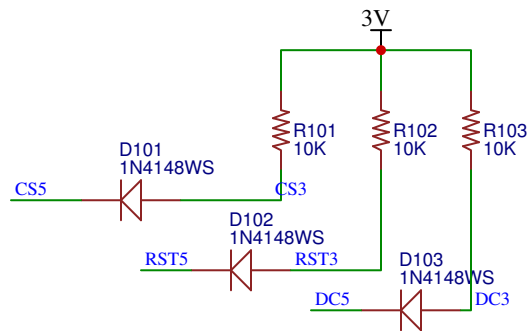 3V
R101
10K
R102
10K
R103
10K
D101
1N4148WS
CS5
CS3
D102
1N4148WS
RST5
RST3
D103
1N4148WS
DC5
DC3